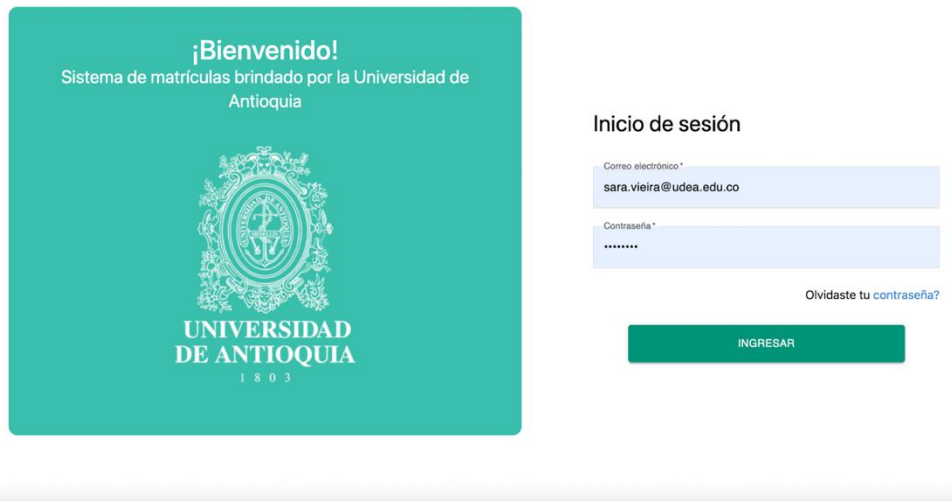 ¡Bienvenido!
Sistema de matrículas brindado por la Universidad de
Antioquia
UNIVERSIDAD
DE ANTIOQUIA
1803
Inicio de sesión
Correo electrónico *
sara.vieira@udea.edu.co
Contraseña *
••••••••
Olvidaste tu contraseña?
INGRESAR